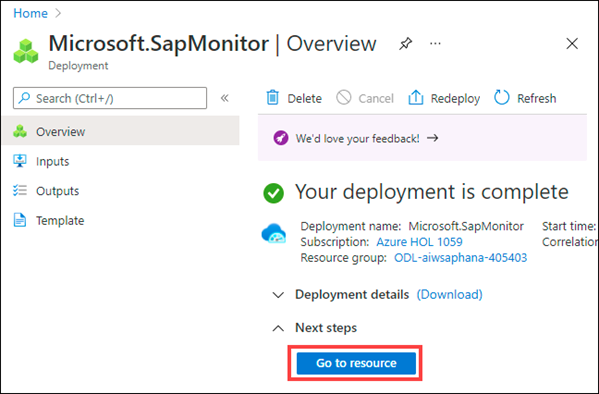 Home >
Microsoft.SapMonitor | Overview ...
Deployment
Search (Ctrl+/) «
Overview
Inputs
Outputs
Template
Delete Cancel Redeploy Refresh
We'd love your feedback! →
Your deployment is complete
Deployment name: Microsoft.SapMonitor Start time:
Subscription: Azure HOL 1059 Correlation
Resource group: ODL-aiwsaphana-405403
Deployment details (Download)
Next steps
Go to resource